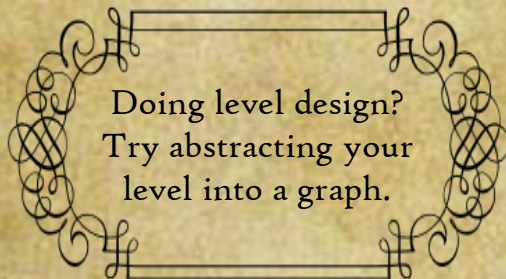 Doing level design?
Try abstracting your
level into a graph.